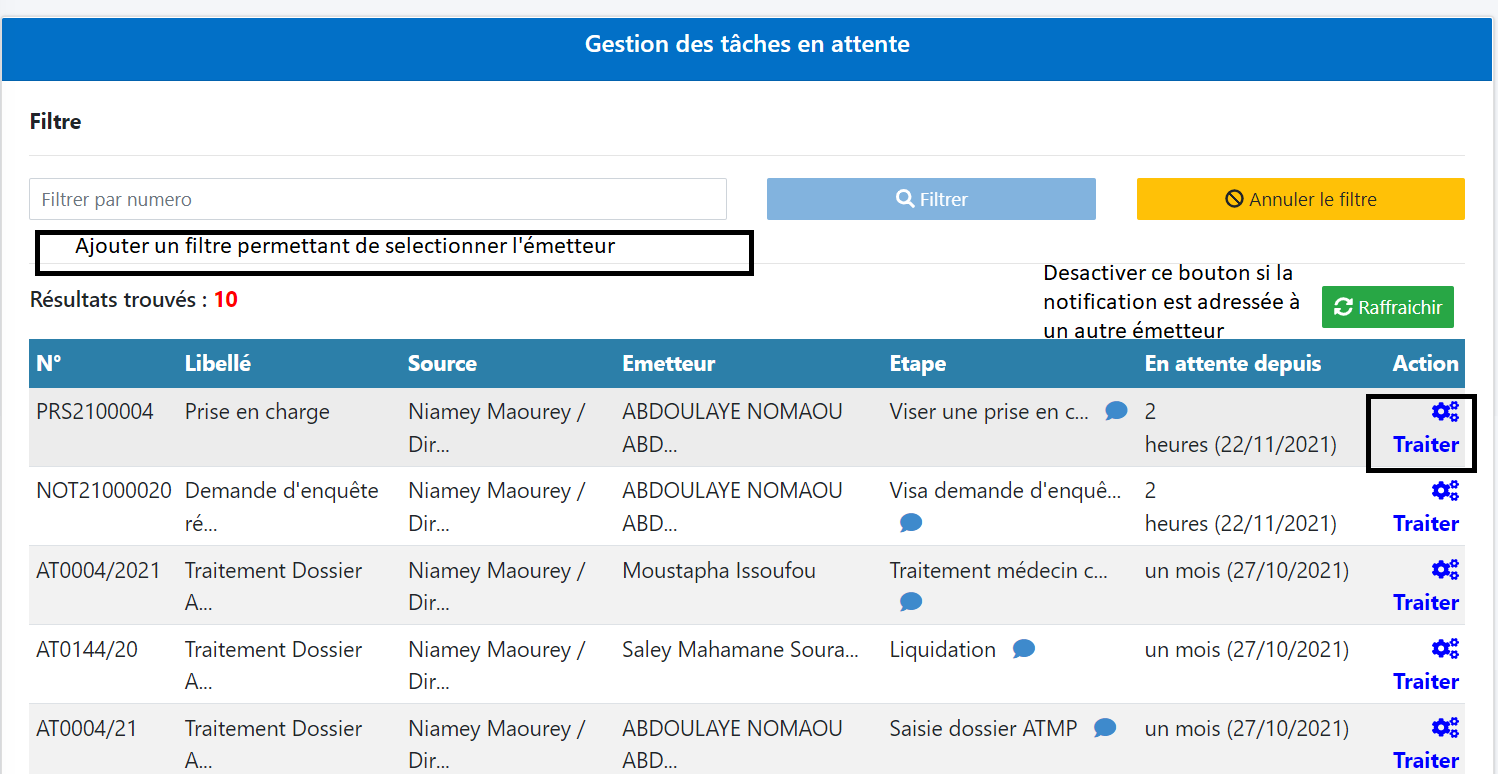 Gestion des tâches en attente
Filtre
Filtrer par numero
Filtrer
Annuler le filtre
Ajouter un filtre permettant de selectionner l'émetteur
Desactiver ce bouton si la
notification est adressée à
un autre émetteur
Résultats trouvés : 10
Raffraichir
N° Libellé Source Emetteur Etape En attente depuis Action
PRS2100004 Prise en charge Niamey Maourey / ABDOULAYE NOMAOU Viser une prise en c... 2
Dir... ABD... heures (22/11/2021) Traiter
NOT21000020 Demande d'enquête Niamey Maourey / ABDOULAYE NOMAOU Visa demande d'enquê... 2
ré... Dir... ABD... heures (22/11/2021) Traiter
AT0004/2021 Traitement Dossier Niamey Maourey / Moustapha Issoufou Traitement médecin c... un mois (27/10/2021)
A... Dir... Traiter
AT0144/20 Traitement Dossier Niamey Maourey / Saley Mahamane Soura... Liquidation un mois (27/10/2021)
A... Dir... Traiter
AT0004/21 Traitement Dossier Niamey Maourey / ABDOULAYE NOMAOU Saisie dossier ATMP un mois (27/10/2021)
A... Dir... ABD... Traiter